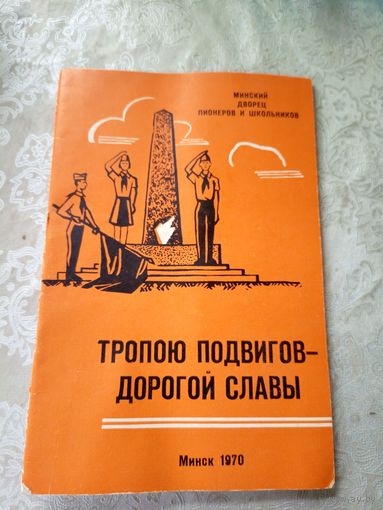 МИНСКИЙ
ДВОРЕЦ
ПИОНЕРОВ И ШКОЛЬНИКОВ
ТРОПОЮ ПОДВИГОВ–
ДОРОГОЙ СЛАВЫ
Минск 1970